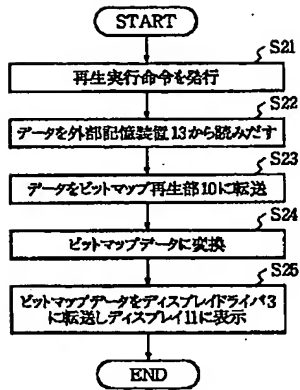 START
S21
再生実行命令を発行
S22
データを外部記憶装置13から読みだす
S23
データをビットマップ再生部10に転送
S24
ビットマップデータに変換
S25
ビットマップデータをディスプレイドライバ3
に転送しディスプレイ11に表示
END